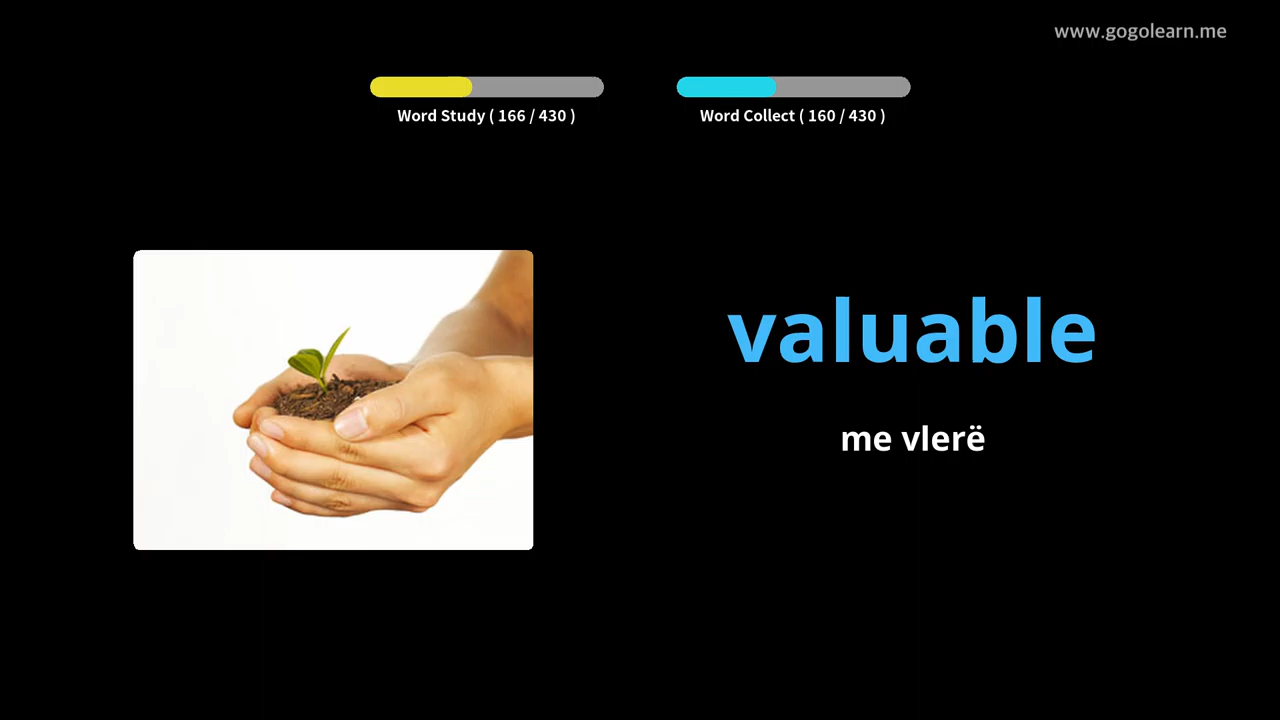 www.gogolearn.me
Word Study ( 166 / 430 )
Word Collect ( 160 / 430 )
valuable
me vlerë